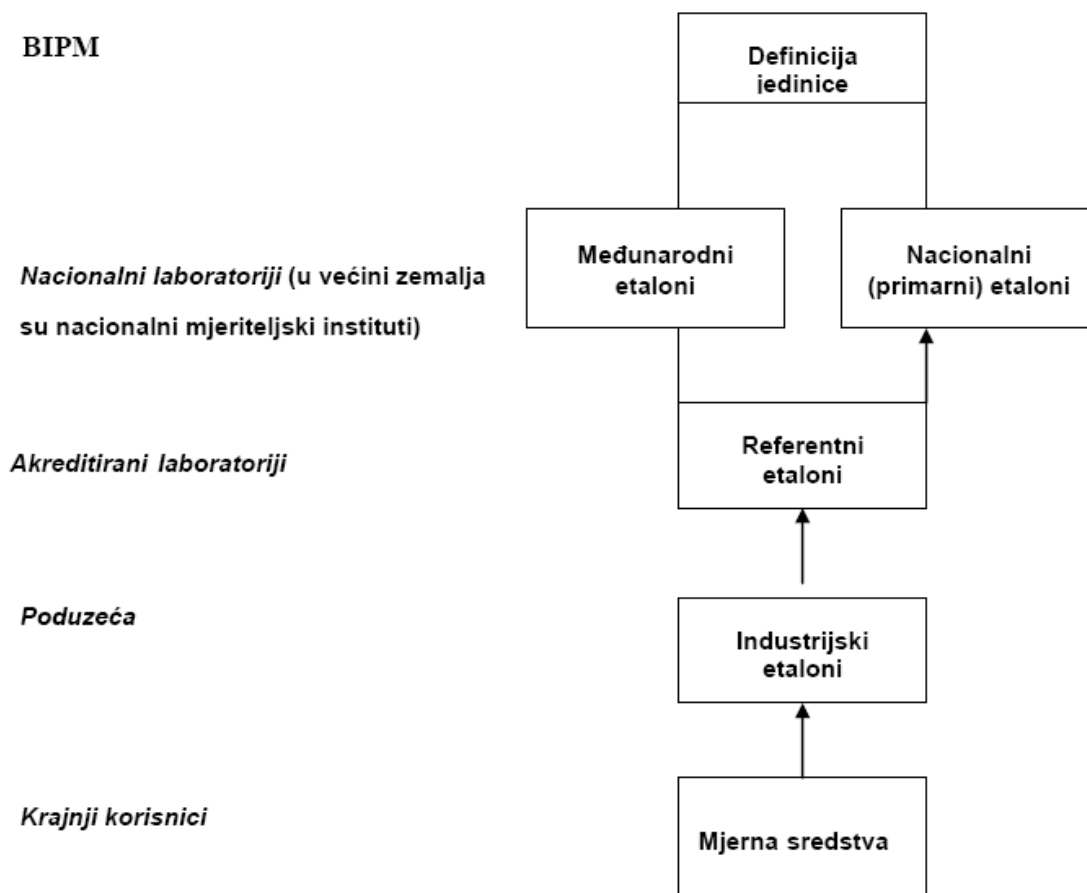 BIPM
Definicija
jedinice
Nacionalni laboratoriji (u većini zemalja
su nacionalni mjeriteljski instituti)
Međunarodni
etaloni
Nacionalni
(primarni) etaloni
Akreditirani laboratoriji
Referentni
etaloni
Poduzeća
Industrijski
etaloni
Krajnji korisnici
Mjerna sredstva